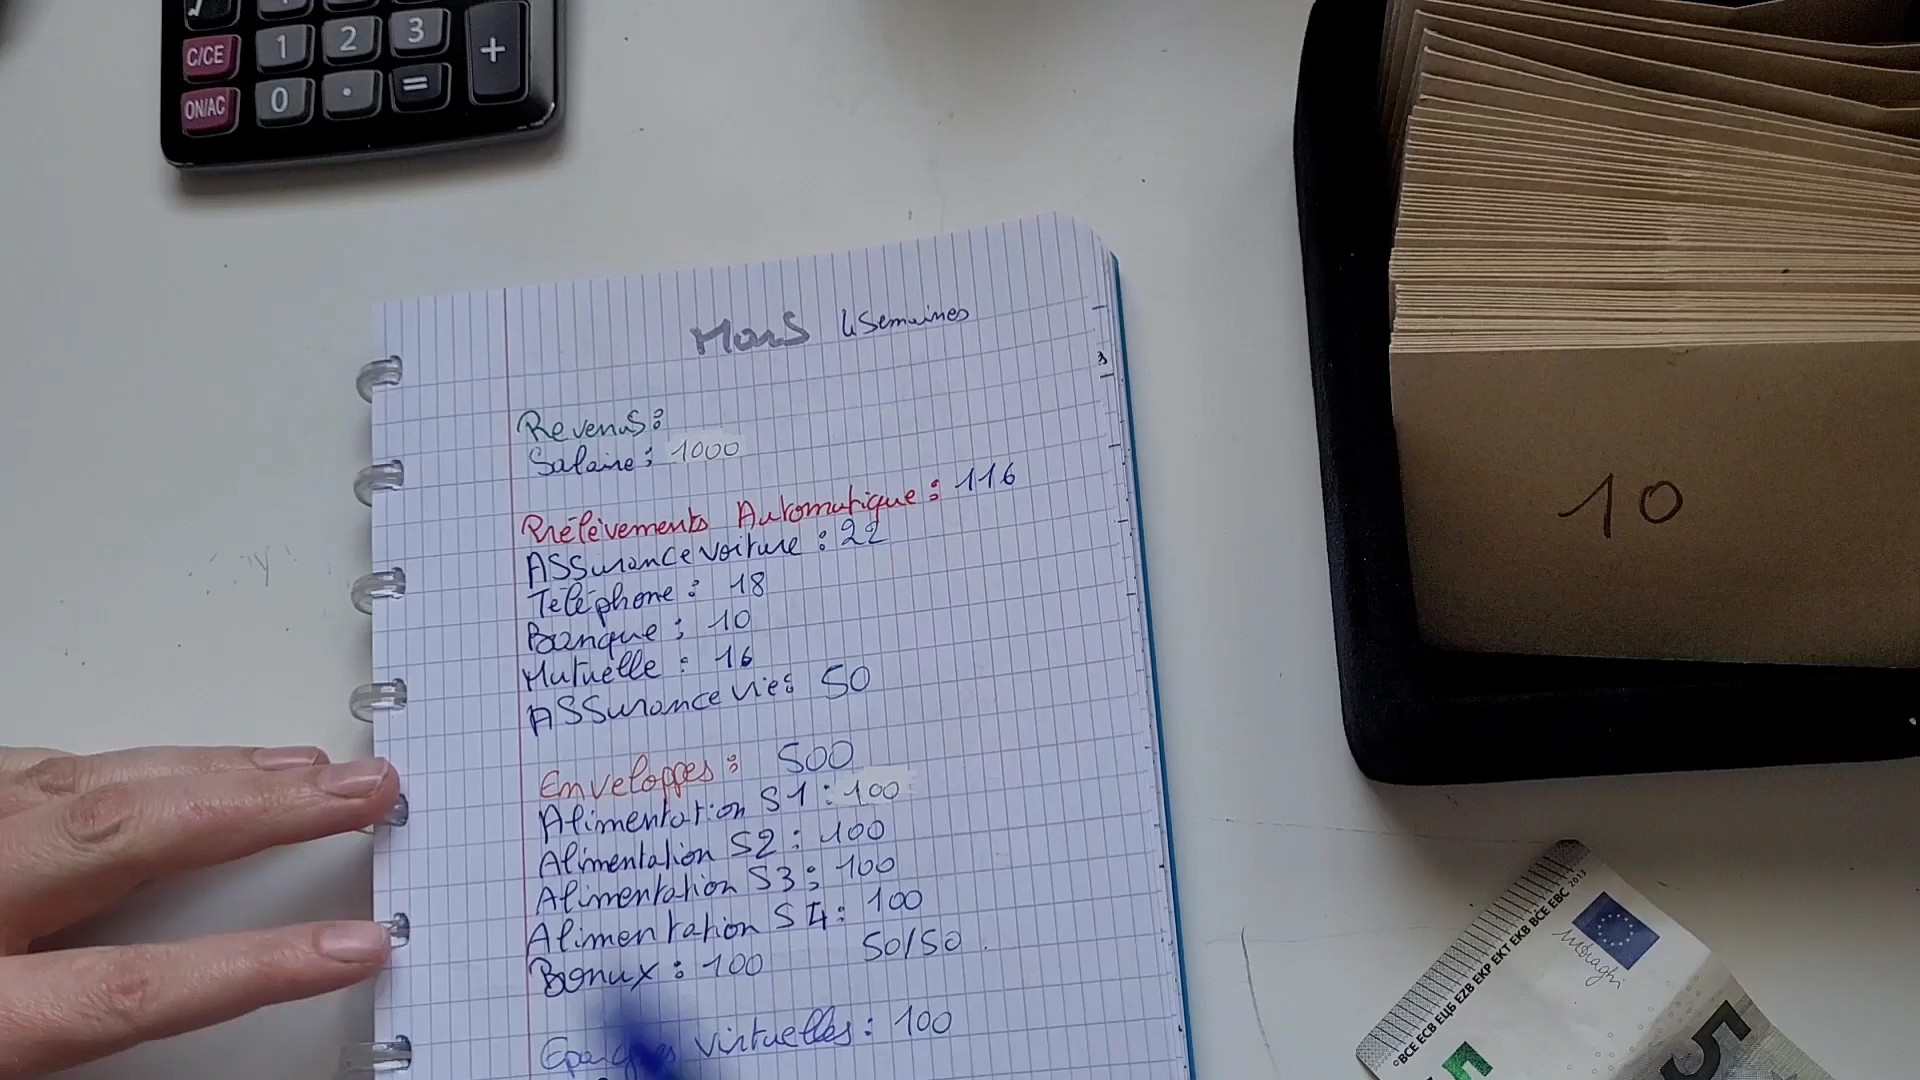 √
C/CE 1 2 3 +
ON/AC 0 . =
Mars 4 Semaines
Revenus:
Salaire: 1000
Prélèvements Automatique: 116
ASSurance voiture: 22
Teléphone: 18
Banque: 10
Mutuelle: 16
ASSurance vie: 50
Enveloppes: 500
Alimentation S1: 100
Alimentation S2: 100
Alimentation S3: 100
Alimentation S4: 100
Bonux: 100 50/50
virtuelles: 100
10
BCE ECB ЕЦБ EZB EKP EKT EKB BĊE EBC 2013
5
5